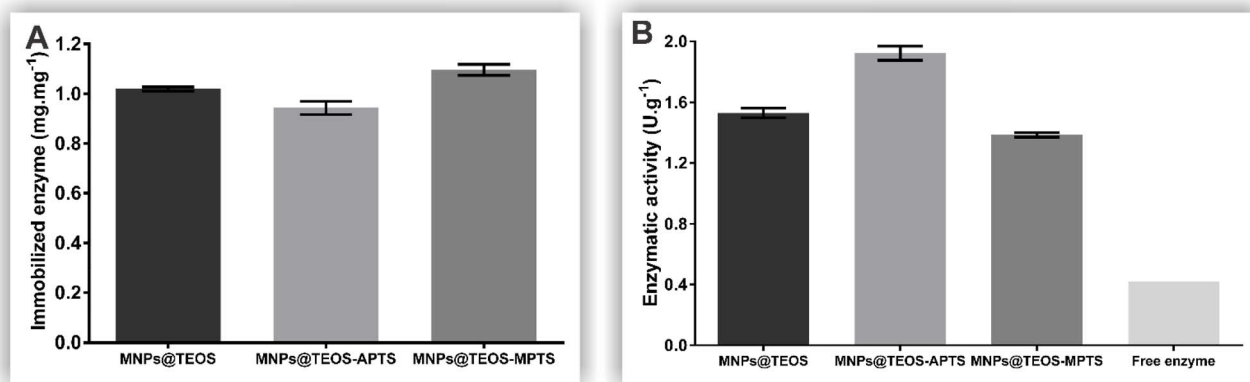 A
Immobilized enzyme (mg.mg⁻¹)
1.2
1.0
0.8
0.6
0.4
0.2
0.0
MNPs@TEOS MNPs@TEOS-APTS MNPs@TEOS-MPTS
B
Enzymatic activity (U.g⁻¹)
2.0
1.6
1.2
0.8
0.4
0.0
MNPs@TEOS MNPs@TEOS-APTS MNPs@TEOS-MPTS Free enzyme